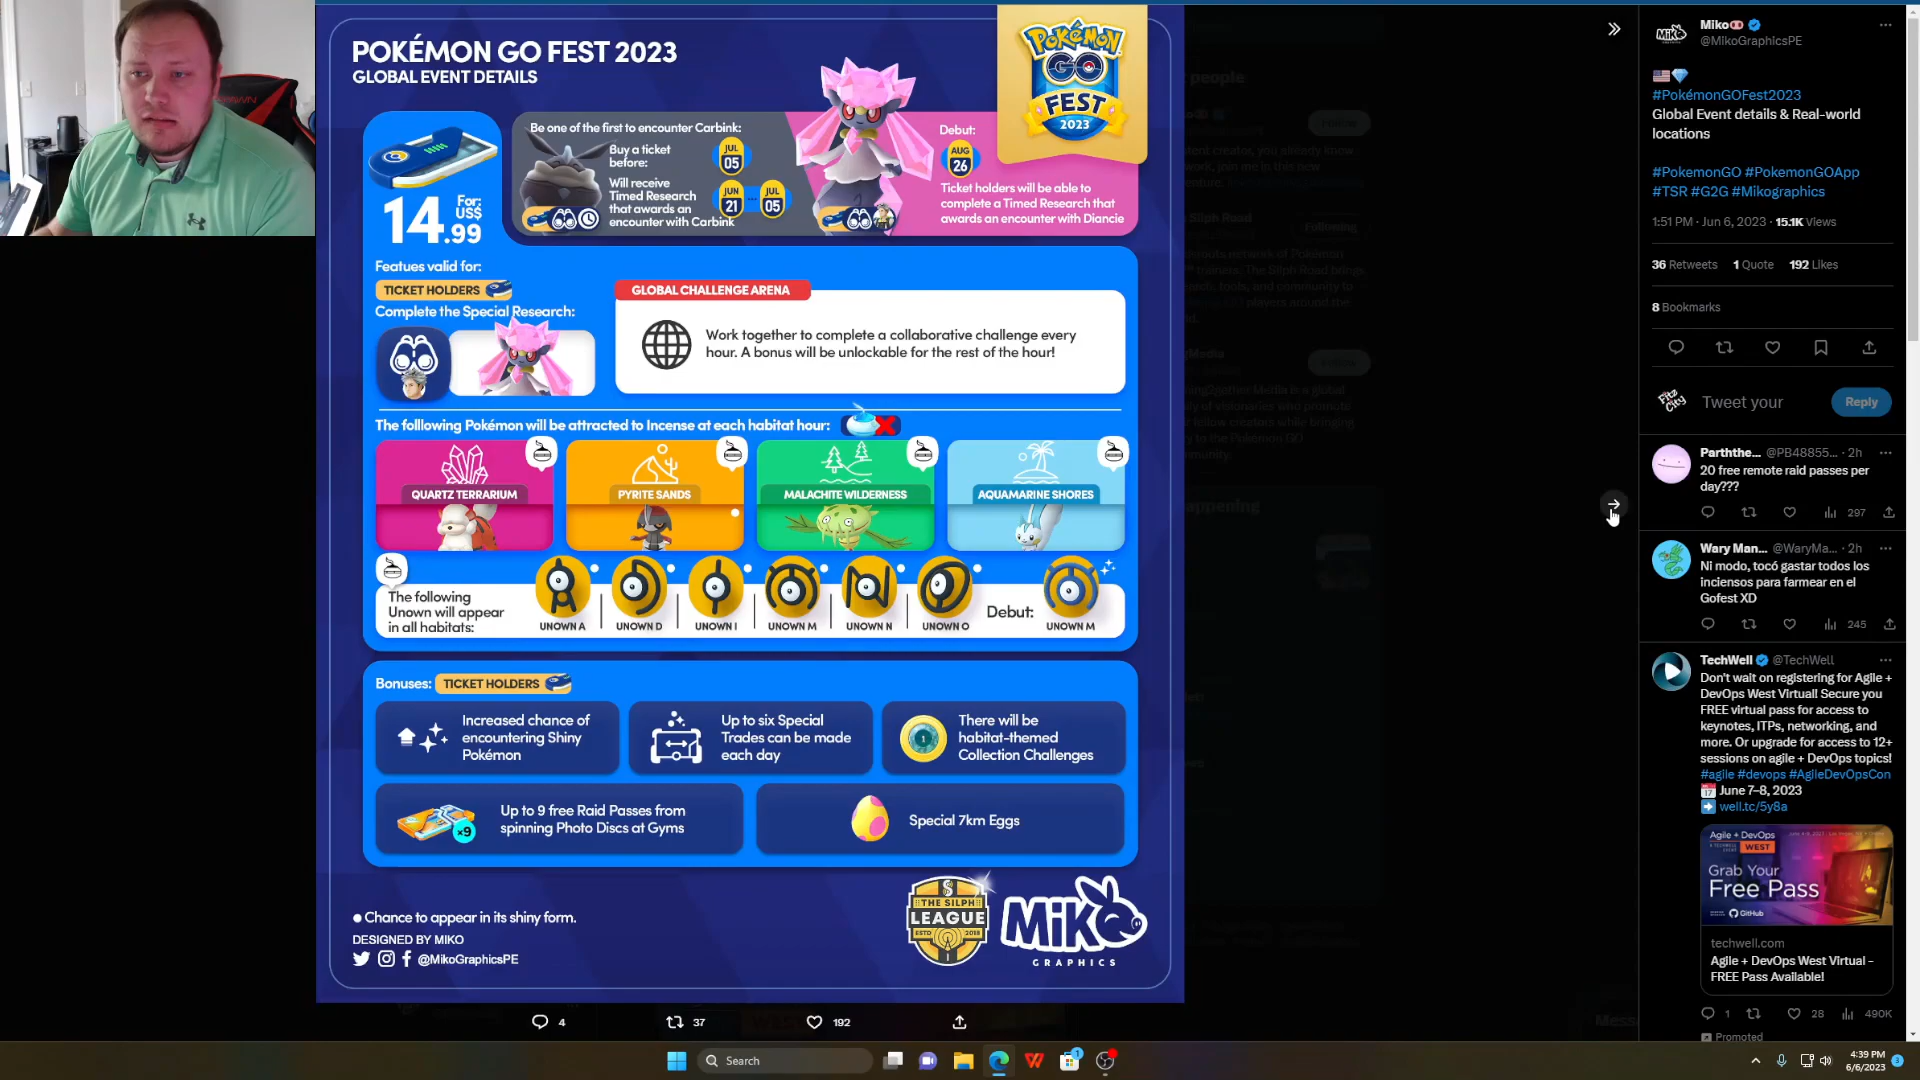 POKÉMON GO FEST 2023
GLOBAL EVENT DETAILS
POKÉMON
GO
FEST
2023
14.99
For:
US$
Be one of the first to encounter Carbink:
Buy a ticket
before:
JUL
05
Will receive
Timed Research
that awards an
encounter with Carbink
JUN
21
JUL
05
Debut:
AUG
26
Ticket holders will be able to
complete a Timed Research that
awards an encounter with Diancie
Featues valid for:
TICKET HOLDERS
Complete the Special Research:
GLOBAL CHALLENGE ARENA
Work together to complete a collaborative challenge every
hour. A bonus will be unlockable for the rest of the hour!
The folllowing Pokémon will be attracted to Incense at each habitat hour:
QUARTZ TERRARIUM
PYRITE SANDS
MALACHITE WILDERNESS
AQUAMARINE SHORES
The following
Unown will appear
in all habitats:
UNOWN A
UNOWN D
UNOWN I
UNOWN M
UNOWN N
UNOWN O
Debut:
UNOWN M
Bonuses:
TICKET HOLDERS
Increased chance of
encountering Shiny
Pokémon
Up to six Special
Trades can be made
each day
There will be
habitat-themed
Collection Challenges
x9
Up to 9 free Raid Passes from
spinning Photo Discs at Gyms
Special 7km Eggs
● Chance to appear in its shiny form.
DESIGNED BY MIKO
@MikoGraphicsPE
THE SILPH
LEAGUE
ESTD 2018
MiKO
GRAPHICS
4
37
192
Miko
@MikoGraphicsPE
#PokémonGOFest2023
Global Event details & Real-world
locations
#PokemonGO #PokemonGOApp
#TSR #G2G #Mikographics
1:51 PM · Jun 6, 2023 · 15.1K Views
36 Retweets 1 Quote 192 Likes
8 Bookmarks
Fitz
City
Tweet your
Reply
Parththe... @PB48855... · 2h
20 free remote raid passes per
day???
297
Wary Man... @WaryMa... · 2h
Ni modo, tocó gastar todos los
inciensos para farmear en el
Gofest XD
245
TechWell @TechWell
Don't wait on registering for Agile +
DevOps West Virtual! Secure you
FREE virtual pass for access to
keynotes, ITPs, networking, and
more. Or upgrade for access to 12+
sessions on agile + DevOps topics!
#agile #devops #AgileDevOpsCon
June 7–8, 2023
well.tc/5y8a
Agile + DevOps
WEST
Grab Your
Free Pass
GitHub
techwell.com
Agile + DevOps West Virtual -
FREE Pass Available!
1
28
490K
Promoted
Search
4:39 PM
6/6/2023
3